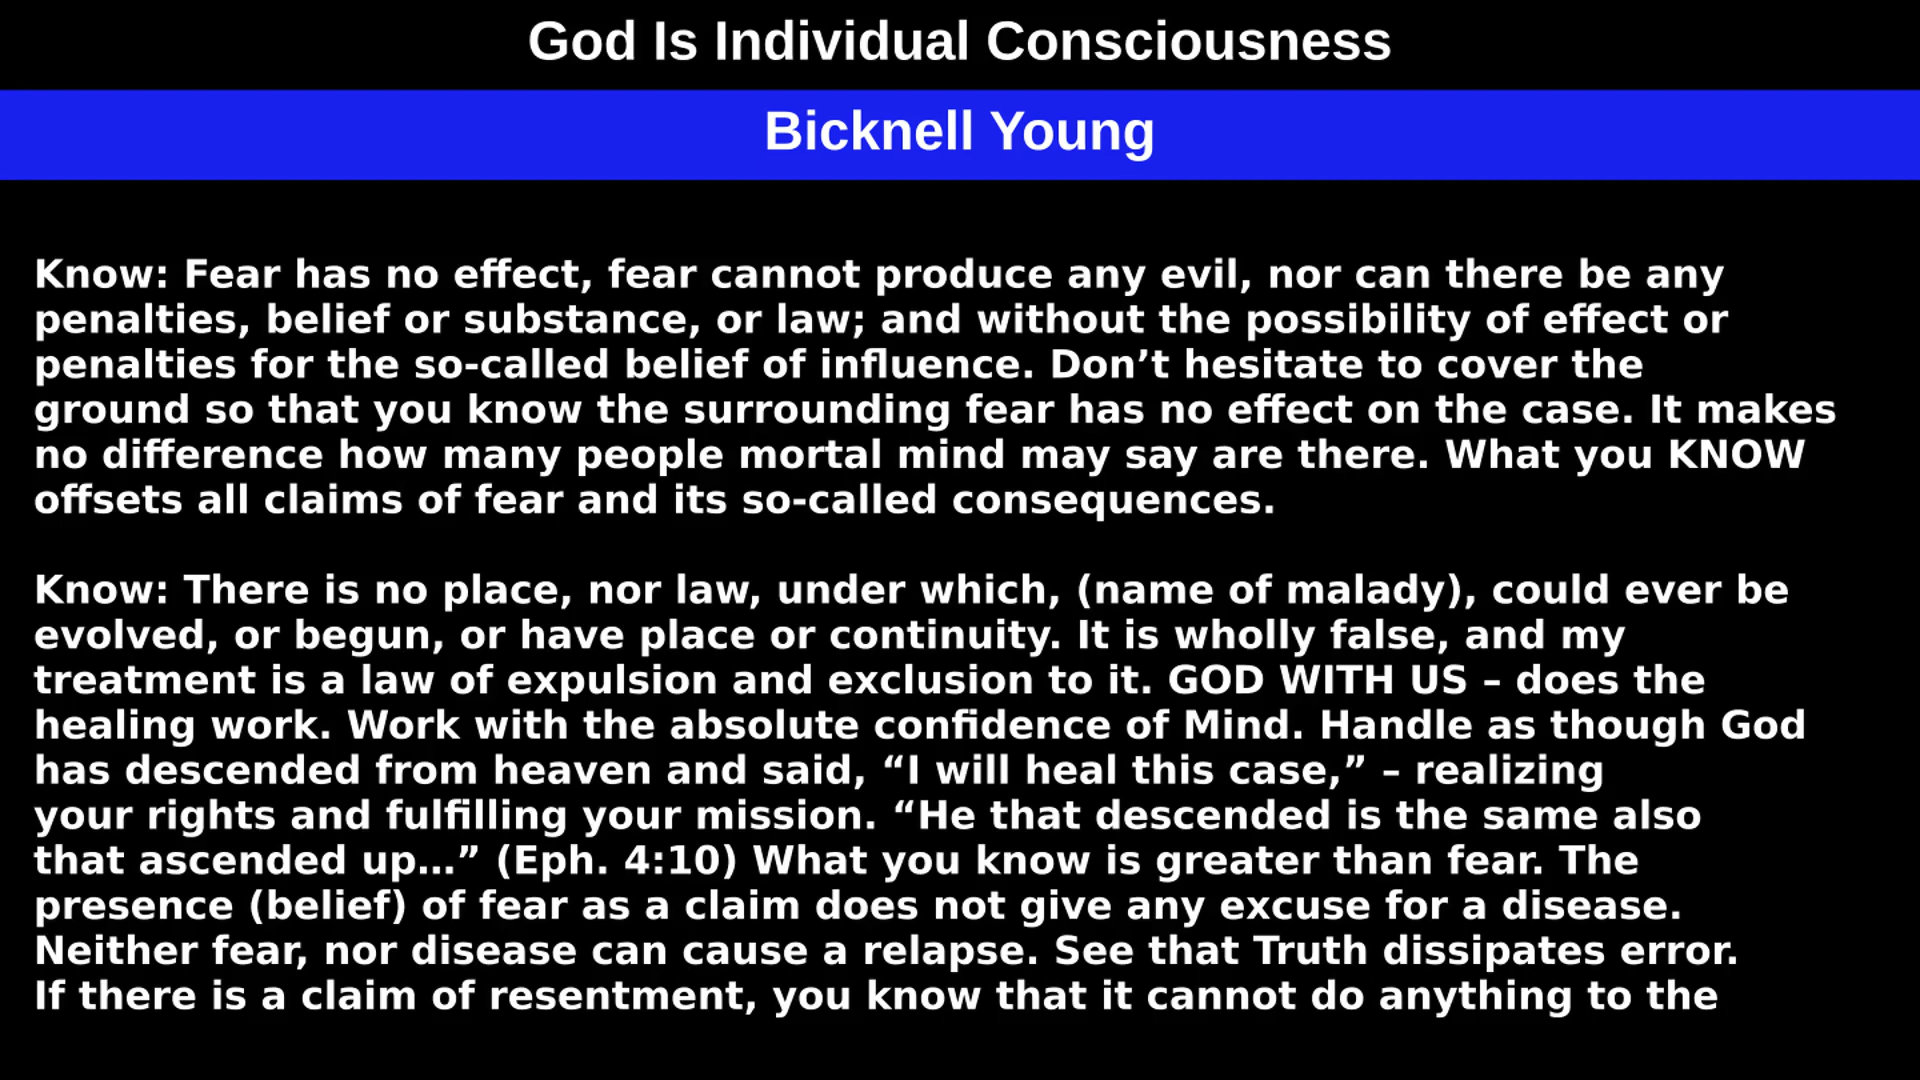 God Is Individual Consciousness
Bicknell Young
Know: Fear has no effect, fear cannot produce any evil, nor can there be any
penalties, belief or substance, or law; and without the possibility of effect or
penalties for the so-called belief of influence. Don’t hesitate to cover the
ground so that you know the surrounding fear has no effect on the case. It makes
no difference how many people mortal mind may say are there. What you KNOW
offsets all claims of fear and its so-called consequences.
Know: There is no place, nor law, under which, (name of malady), could ever be
evolved, or begun, or have place or continuity. It is wholly false, and my
treatment is a law of expulsion and exclusion to it. GOD WITH US – does the
healing work. Work with the absolute confidence of Mind. Handle as though God
has descended from heaven and said, “I will heal this case,” – realizing
your rights and fulfilling your mission. “He that descended is the same also
that ascended up…” (Eph. 4:10) What you know is greater than fear. The
presence (belief) of fear as a claim does not give any excuse for a disease.
Neither fear, nor disease can cause a relapse. See that Truth dissipates error.
If there is a claim of resentment, you know that it cannot do anything to the